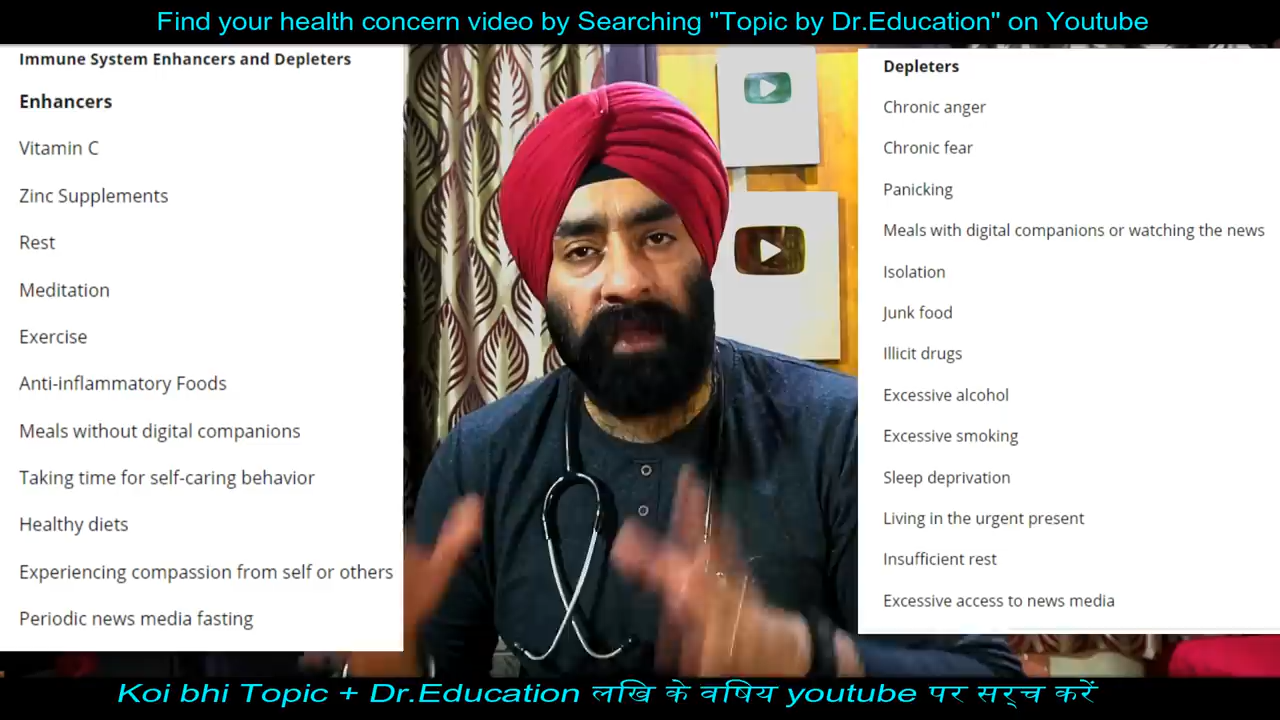 Find your health concern video by Searching "Topic by Dr.Education" on Youtube
Immune System Enhancers and Depleters
Enhancers
Vitamin C
Zinc Supplements
Rest
Meditation
Exercise
Anti-inflammatory Foods
Meals without digital companions
Taking time for self-caring behavior
Healthy diets
Experiencing compassion from self or others
Periodic news media fasting
Depleters
Chronic anger
Chronic fear
Panicking
Meals with digital companions or watching the news
Isolation
Junk food
Illicit drugs
Excessive alcohol
Excessive smoking
Sleep deprivation
Living in the urgent present
Insufficient rest
Excessive access to news media
Koi bhi Topic + Dr.Education लखि के वषिय youtube पर सर्च करें